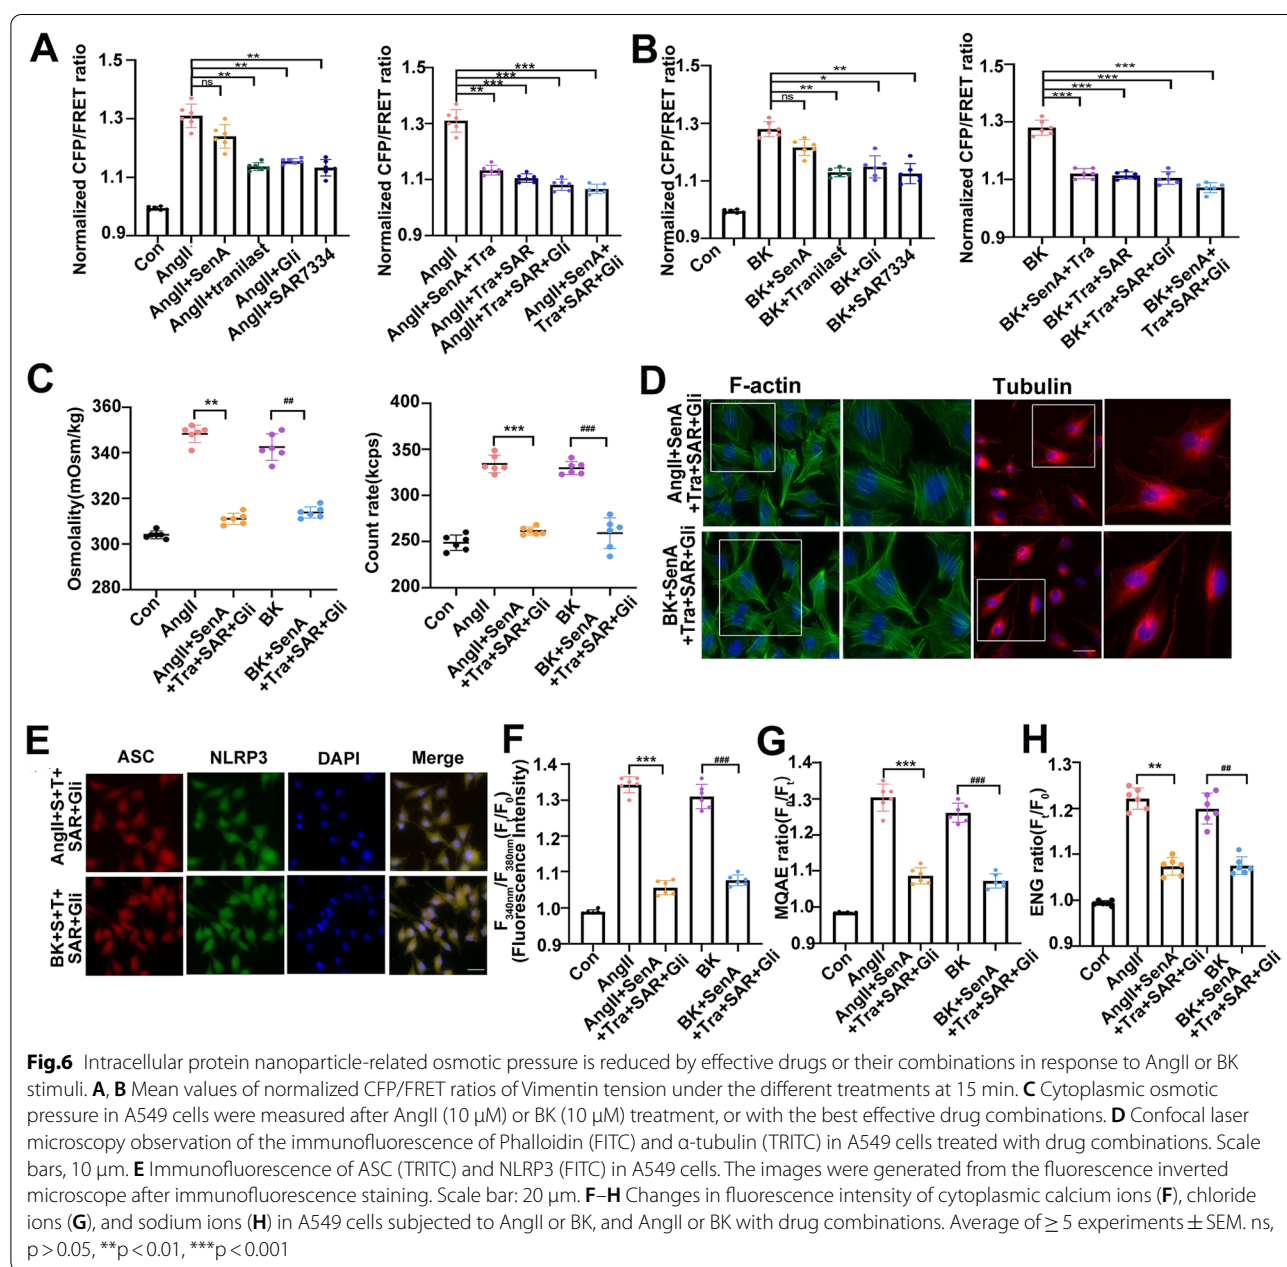 A
Normalized CFP/FRET ratio
1.5
1.3
1.1
0.9
**
**
**
ns
Con
AngII
AngII+SenA
AngII+tranilast
AngII+Gli
AngII+SAR7334
Normalized CFP/FRET ratio
1.5
1.3
1.1
0.9
***
***
***
**
AngII
AngII+SenA+Tra
AngII+Tra+SAR
AngII+Tra+SAR+Gli
AngII+SenA+
Tra+SAR+Gli
B
Normalized CFP/FRET ratio
1.5
1.3
1.1
0.9
**
*
**
ns
Con
BK
BK+SenA
BK+Tranilast
BK+Gli
BK+SAR7334
Normalized CFP/FRET ratio
1.5
1.3
1.1
0.9
***
***
***
BK
BK+SenA+Tra
BK+Tra+SAR
BK+Tra+SAR+Gli
BK+SenA+
Tra+SAR+Gli
C
Osmolality(mOsm/kg)
360
340
320
300
280
**
##
Con
AngII
AngII+SenA
+Tra+SAR+Gli
BK
BK+SenA
+Tra+SAR+Gli
Count rate(kcps)
400
350
300
250
200
***
###
Con
AngII
AngII+SenA
+Tra+SAR+Gli
BK
BK+SenA
+Tra+SAR+Gli
D
F-actin
Tubulin
AngII+SenA
+Tra+SAR+Gli
BK+SenA
+Tra+SAR+Gli
E
ASC
NLRP3
DAPI
Merge
AngII+S+T+
SAR+Gli
BK+S+T+
SAR+Gli
F
F340nm/F380nm(Ft/F0)
(Fluorescence intensity)
1.4
1.3
1.2
1.1
1.0
0.9
***
###
Con
AngII
AngII+SenA
+Tra+SAR+Gli
BK
BK+SenA
+Tra+SAR+Gli
G
MQAE ratio(F0/Ft)
1.4
1.3
1.2
1.1
1.0
0.9
***
###
Con
AngII
AngII+SenA
+Tra+SAR+Gli
BK
BK+SenA
+Tra+SAR+Gli
H
ENG ratio(Ft/F0)
1.3
1.2
1.1
1.0
0.9
**
##
Con
AngII
AngII+SenA
+Tra+SAR+Gli
BK
BK+SenA
+Tra+SAR+Gli
Fig.6 Intracellular protein nanoparticle-related osmotic pressure is reduced by effective drugs or their combinations in response to AngII or BK
stimuli. A, B Mean values of normalized CFP/FRET ratios of Vimentin tension under the different treatments at 15 min. C Cytoplasmic osmotic
pressure in A549 cells were measured after AngII (10 μM) or BK (10 μM) treatment, or with the best effective drug combinations. D Confocal laser
microscopy observation of the immunofluorescence of Phalloidin (FITC) and α-tubulin (TRITC) in A549 cells treated with drug combinations. Scale
bars, 10 μm. E Immunofluorescence of ASC (TRITC) and NLRP3 (FITC) in A549 cells. The images were generated from the fluorescence inverted
microscope after immunofluorescence staining. Scale bar: 20 μm. F–H Changes in fluorescence intensity of cytoplasmic calcium ions (F), chloride
ions (G), and sodium ions (H) in A549 cells subjected to AngII or BK, and AngII or BK with drug combinations. Average of ≥ 5 experiments ± SEM. ns,
p > 0.05, **p < 0.01, ***p < 0.001